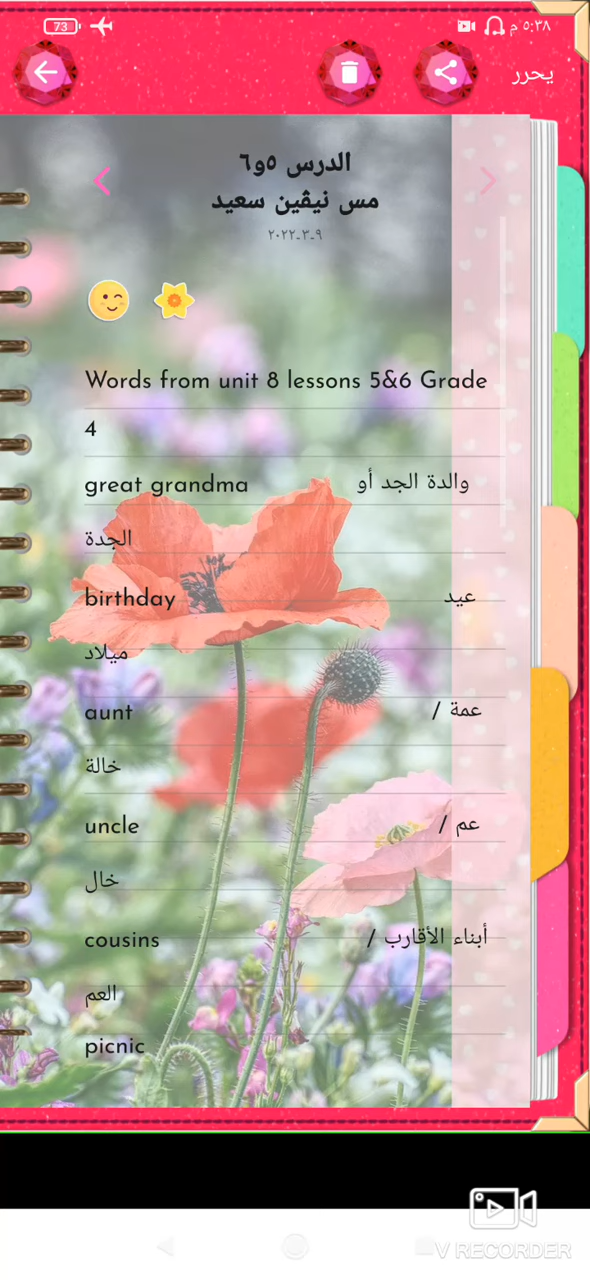 73 ٥:٣٨ م
يحرر
الدرس ٥و٦
مس نيڤين سعيد
٢٠٢٢-٣-٩
Words from unit 8 lessons 5&6 Grade
4
great grandma والدة الجد أو
الجدة
birthday عيد
ميلاد
aunt عمة /
خالة
uncle عم /
خال
cousins أبناء الأقارب /
العم
picnic
V RECORDER